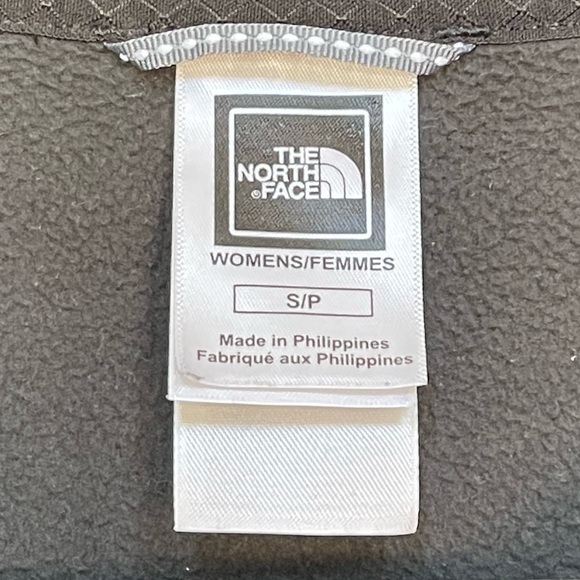 THE
NORTH
FACE
WOMENS/FEMMES
S/P
Made in Philippines
Fabriqué aux Philippines